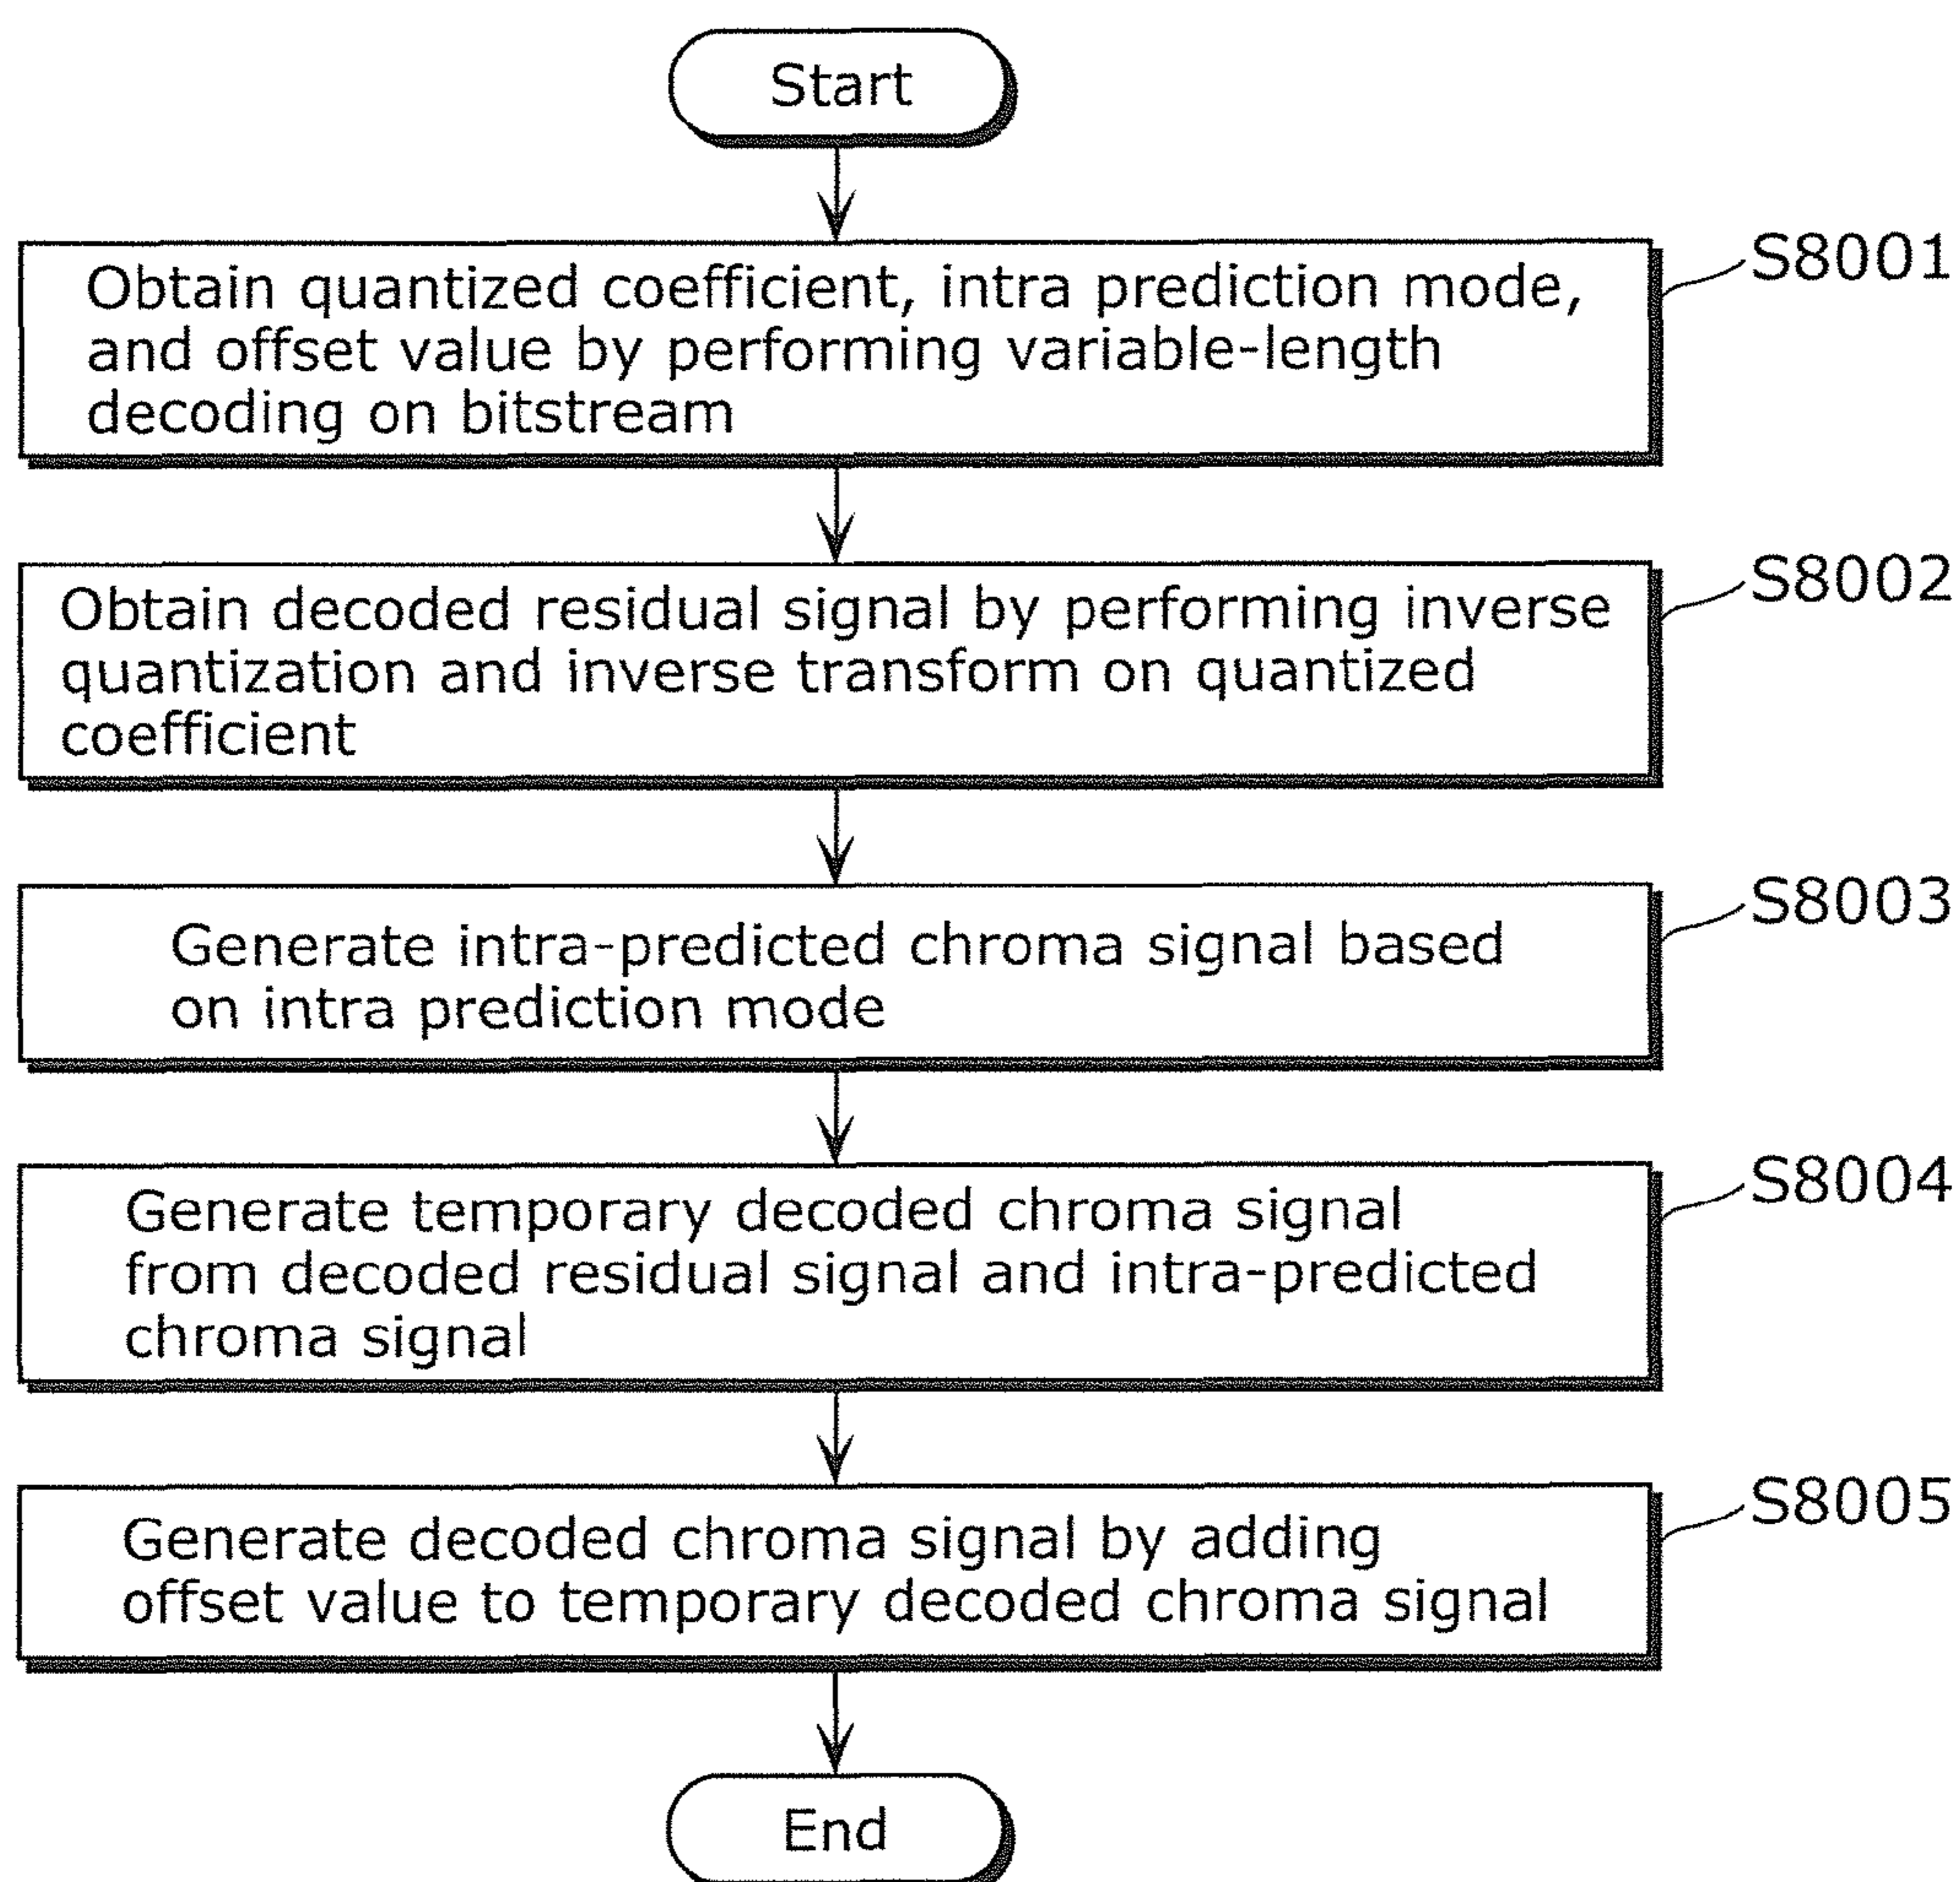 Start
Obtain quantized coefficient, intra prediction mode,
and offset value by performing variable-length
decoding on bitstream
S8001
Obtain decoded residual signal by performing inverse
quantization and inverse transform on quantized
coefficient
S8002
Generate intra-predicted chroma signal based
on intra prediction mode
S8003
Generate temporary decoded chroma signal
from decoded residual signal and intra-predicted
chroma signal
S8004
Generate decoded chroma signal by adding
offset value to temporary decoded chroma signal
S8005
End